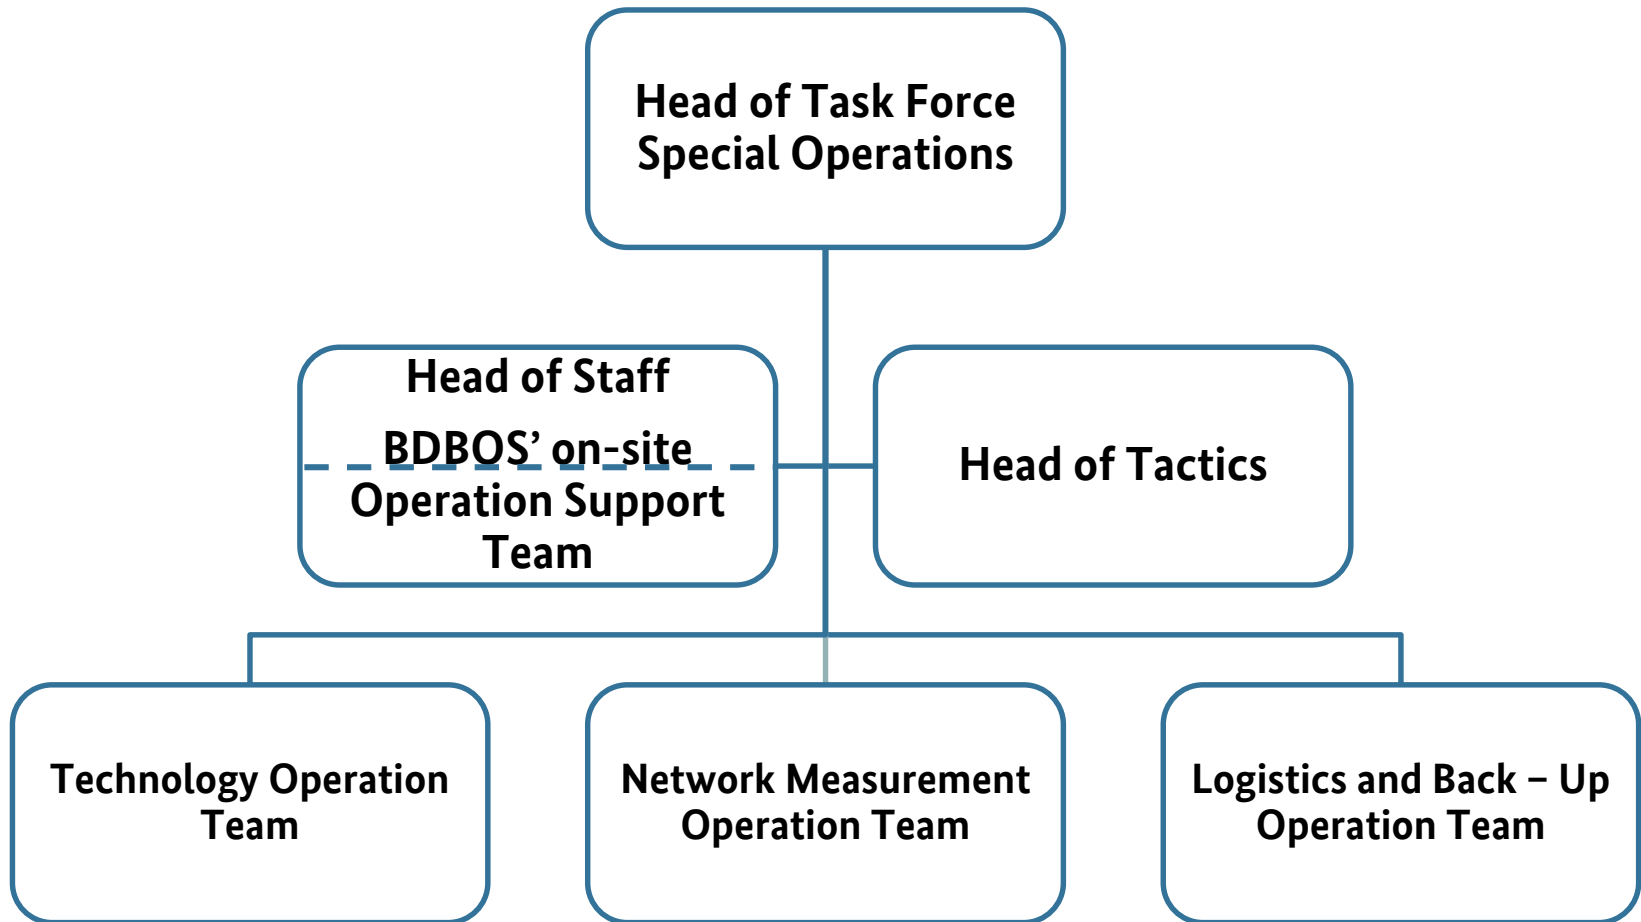 Head of Task Force
Special Operations
Head of Staff
BDBOS’ on-site
Operation Support
Team
Head of Tactics
Technology Operation
Team
Network Measurement
Operation Team
Logistics and Back – Up
Operation Team